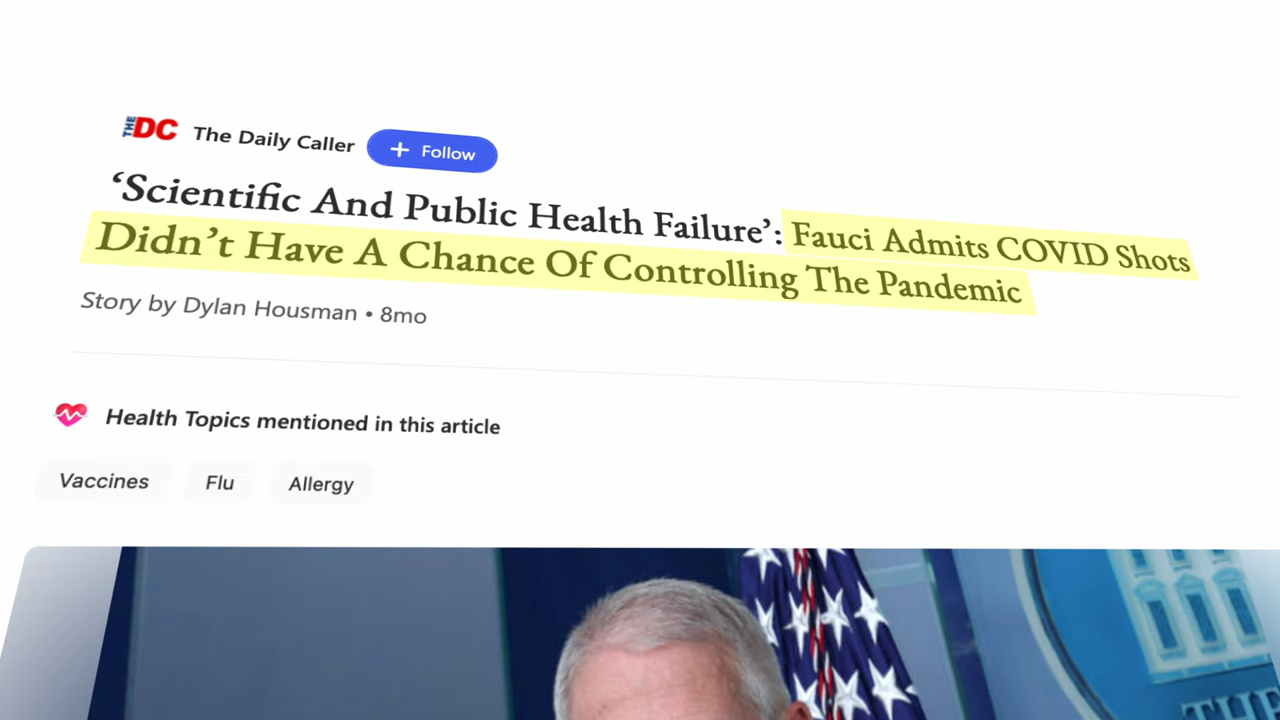 THE DC The Daily Caller + Follow
‘Scientific And Public Health Failure’: Fauci Admits COVID Shots
Didn’t Have A Chance Of Controlling The Pandemic
Story by Dylan Housman • 8mo
Health Topics mentioned in this article
Vaccines Flu Allergy